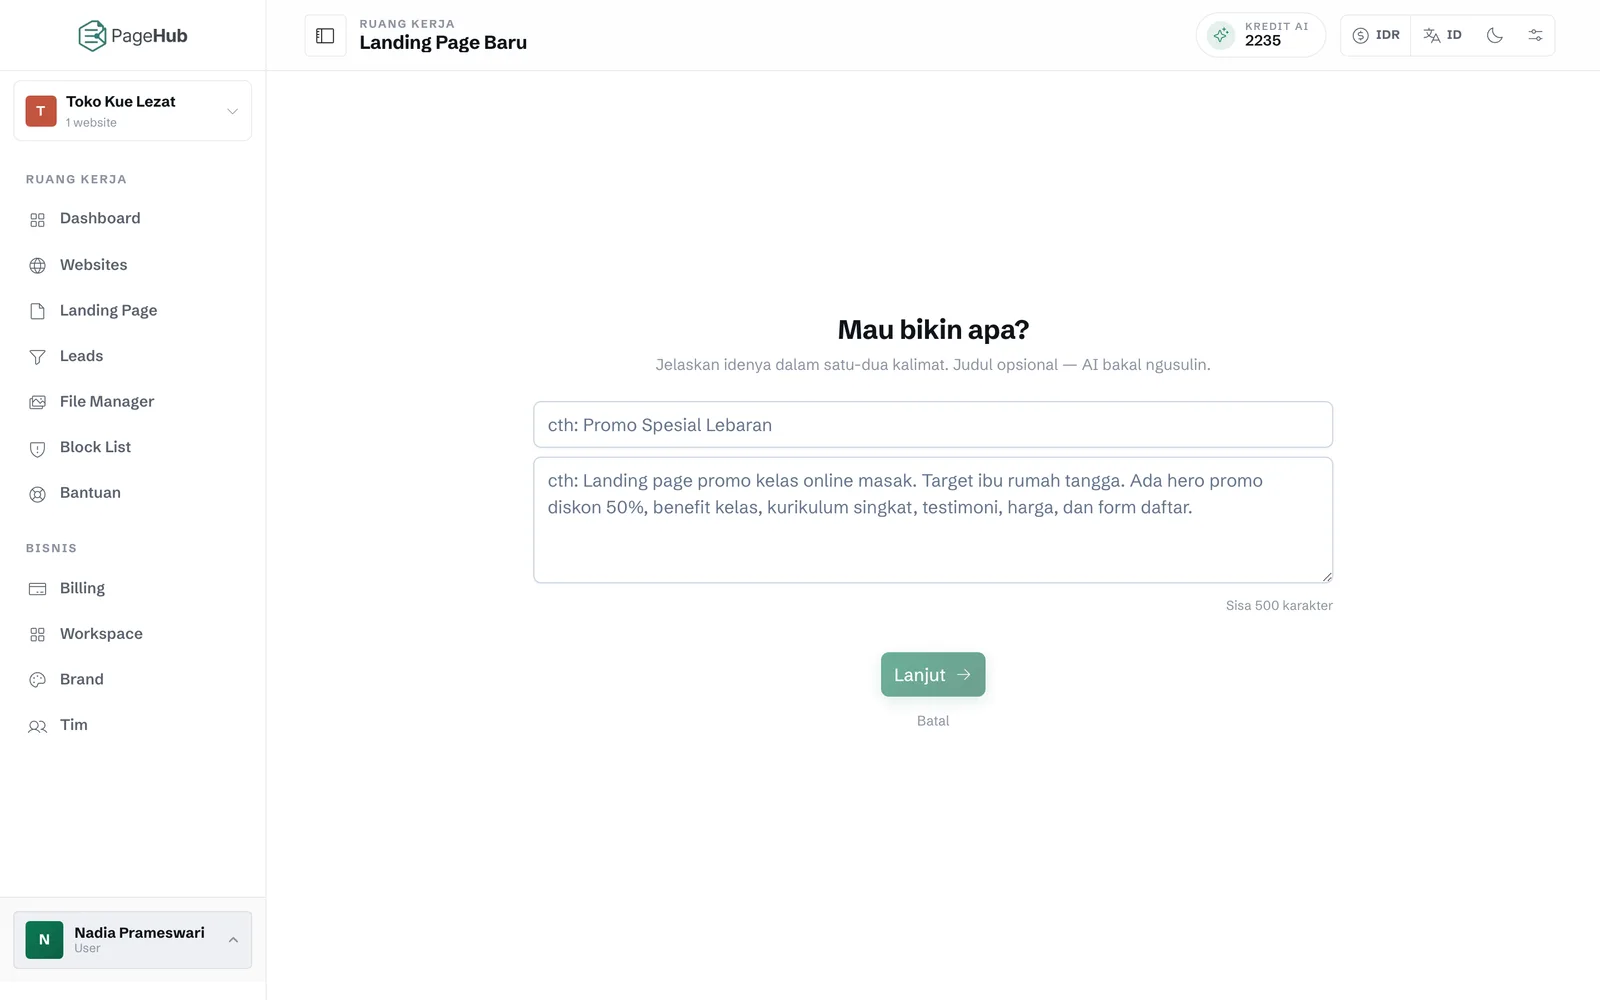 PageHub
RUANG KERJA
Landing Page Baru
KREDIT AI
2235
IDR
ID
T
Toko Kue Lezat
1 website
RUANG KERJA
Dashboard
Websites
Landing Page
Leads
File Manager
Block List
Bantuan
BISNIS
Billing
Workspace
Brand
Tim
N
Nadia Prameswari
User
Mau bikin apa?
Jelaskan idenya dalam satu-dua kalimat. Judul opsional — AI bakal ngusulin.
cth: Promo Spesial Lebaran
cth: Landing page promo kelas online masak. Target ibu rumah tangga. Ada hero promo
diskon 50%, benefit kelas, kurikulum singkat, testimoni, harga, dan form daftar.
Sisa 500 karakter
Lanjut
Batal